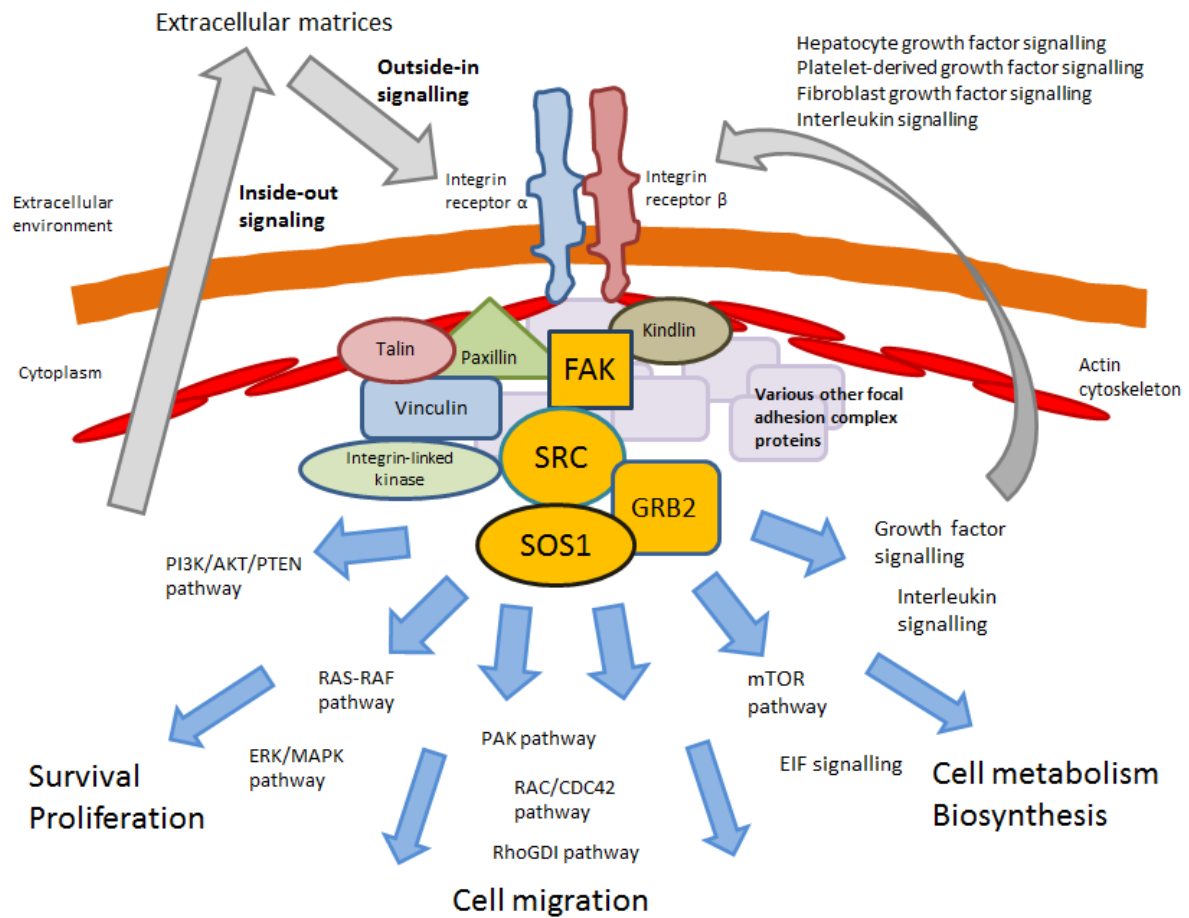 Extracellular matrices
Outside-in
signalling
Hepatocyte growth factor signalling
Platelet-derived growth factor signalling
Fibroblast growth factor signalling
Interleukin signalling
Integrin
receptor α
Integrin
receptor β
Inside-out
signaling
Extracellular
environment
Cytoplasm
Talin
Paxillin
FAK
Kindlin
Actin
cytoskeleton
Vinculin
Various other focal
adhesion complex
proteins
Integrin-linked
kinase
SRC
GRB2
SOS1
Growth factor
signalling
PI3K/AKT/PTEN
pathway
Interleukin
signalling
RAS-RAF
pathway
mTOR
pathway
ERK/MAPK
pathway
PAK pathway
EIF signalling
RAC/CDC42
pathway
RhoGDI pathway
Survival
Proliferation
Cell metabolism
Biosynthesis
Cell migration